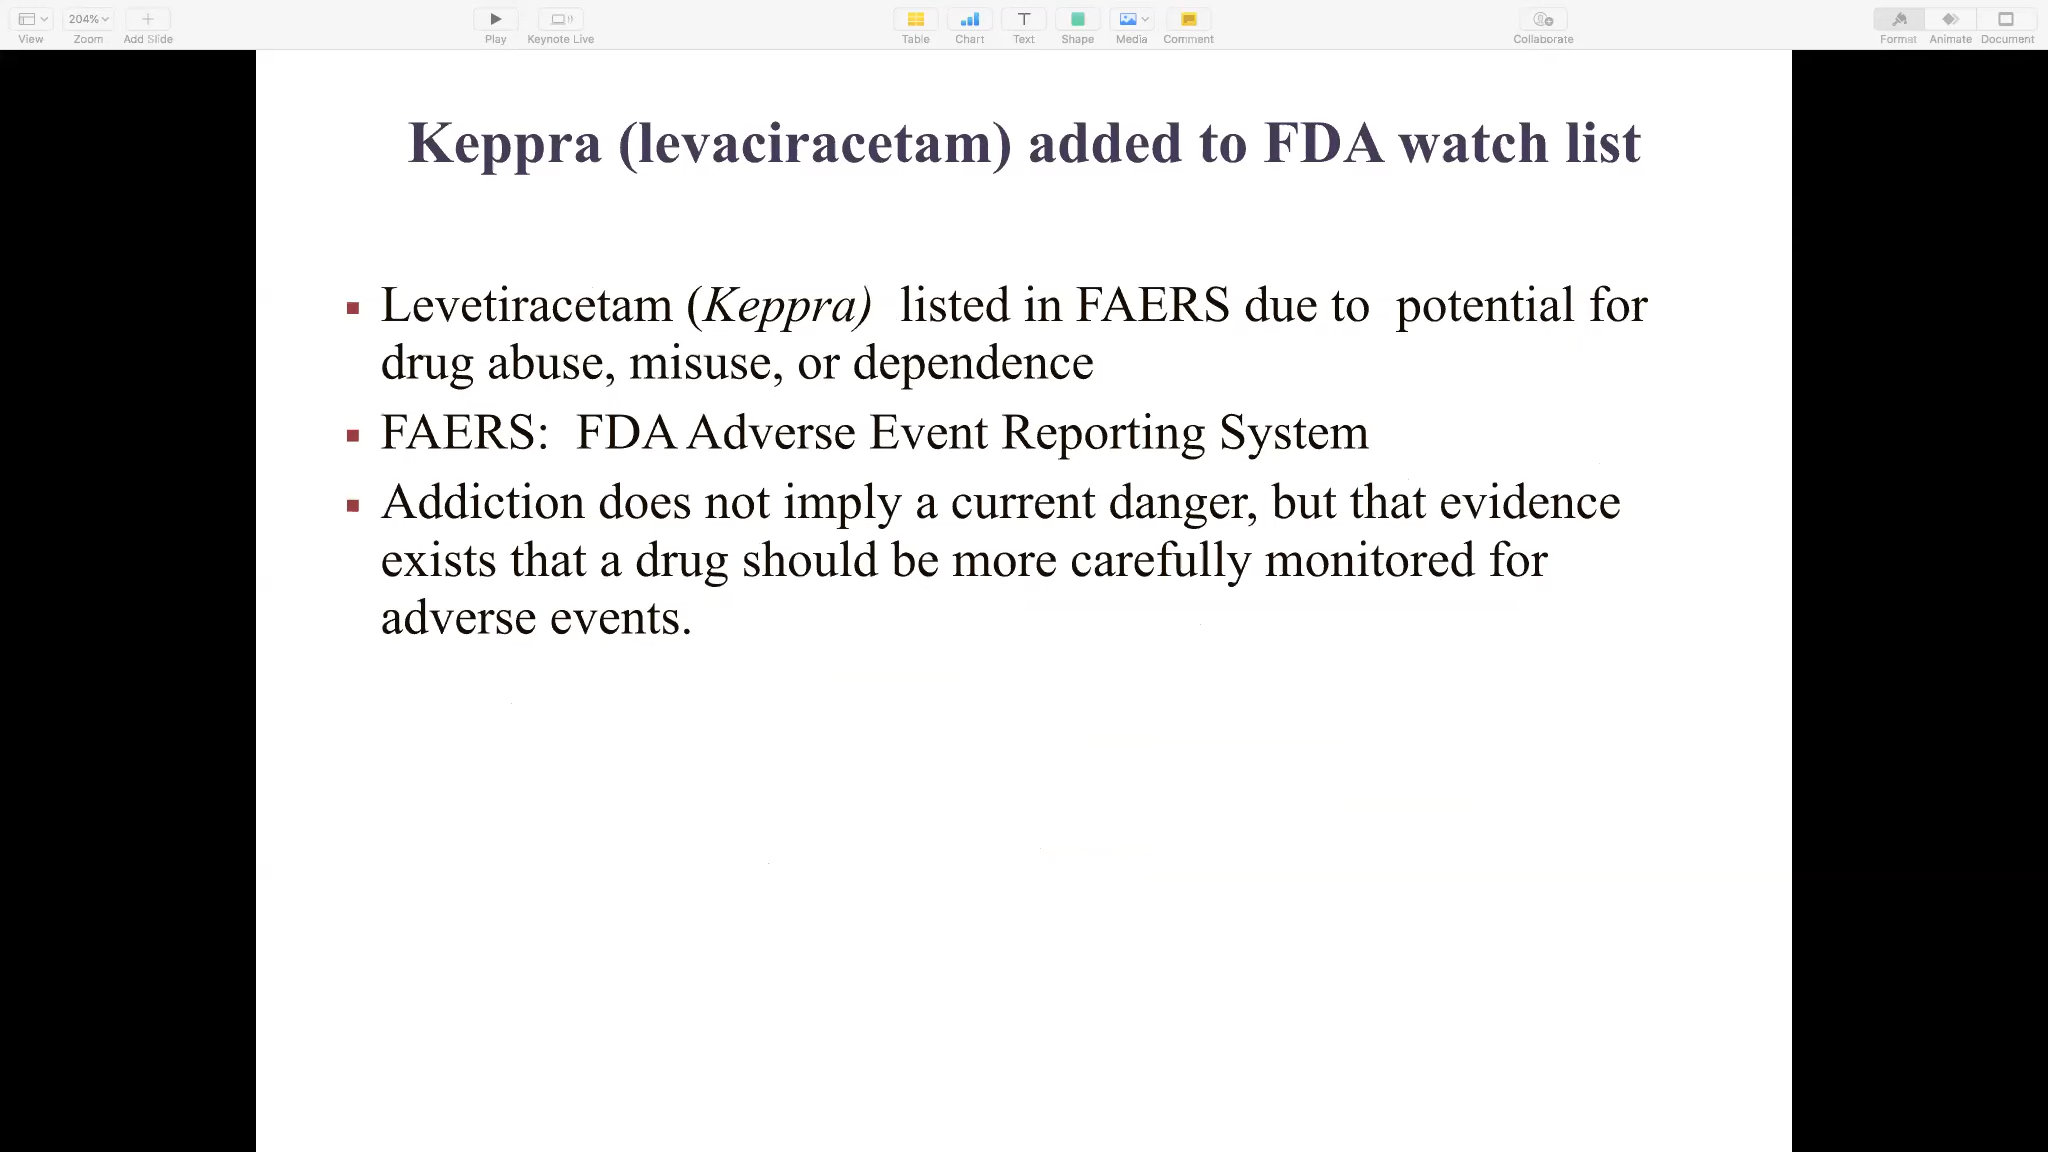 204%
View Zoom Add Slide Play Keynote Live Table Chart Text Shape Media Comment Collaborate Format Animate Document
Keppra (levaciracetam) added to FDA watch list
▪ Levetiracetam (Keppra) listed in FAERS due to potential for
drug abuse, misuse, or dependence
▪ FAERS: FDA Adverse Event Reporting System
▪ Addiction does not imply a current danger, but that evidence
exists that a drug should be more carefully monitored for
adverse events.